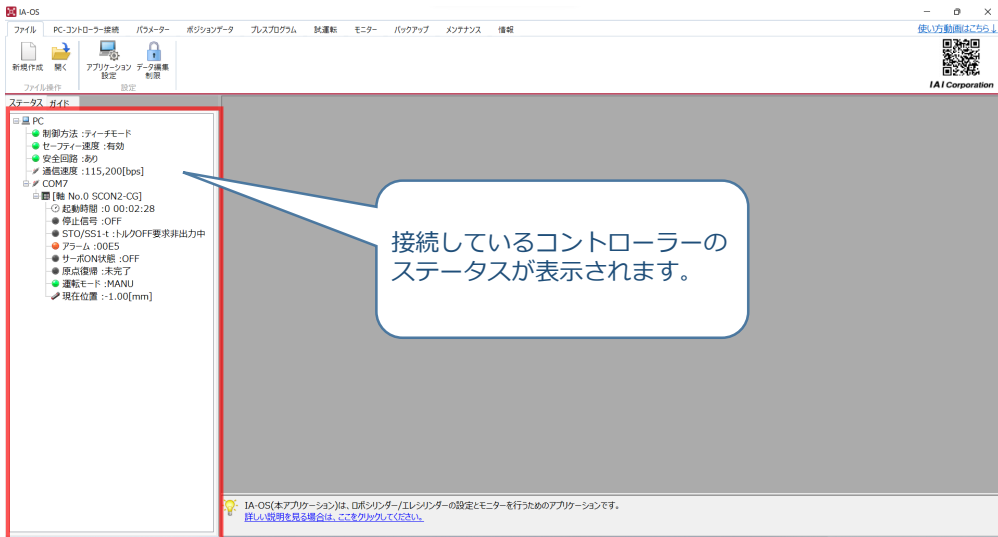 IA-OS
ファイル PC-コントローラー接続 パラメーター ポジションデータ プレスプログラム 試運転 モニター バックアップ メンテナンス 情報
使い方動画はこちら↓
新規作成 開く アプリケーション設定 データ編集制限
ファイル操作 設定
IAI Corporation
ステータス ガイド
PC
制御方法 :ティーチモード
セーフティー速度 :有効
安全回路 :あり
通信速度 :115,200[bps]
COM7
[軸 No.0 SCON2-CG]
起動時間 :0 00:02:28
停止信号 :OFF
STO/SS1-t :トルクOFF要求非出力中
アラーム :00E5
サーボON状態 :OFF
原点復帰 :未完了
運転モード :MANU
現在位置 :-1.00[mm]
接続しているコントローラーの
ステータスが表示されます。
IA-OS(本アプリケーション)は、ロボシリンダー/エレシリンダーの設定とモニターを行うためのアプリケーションです。
詳しい説明を見る場合は、ここをクリックしてください。